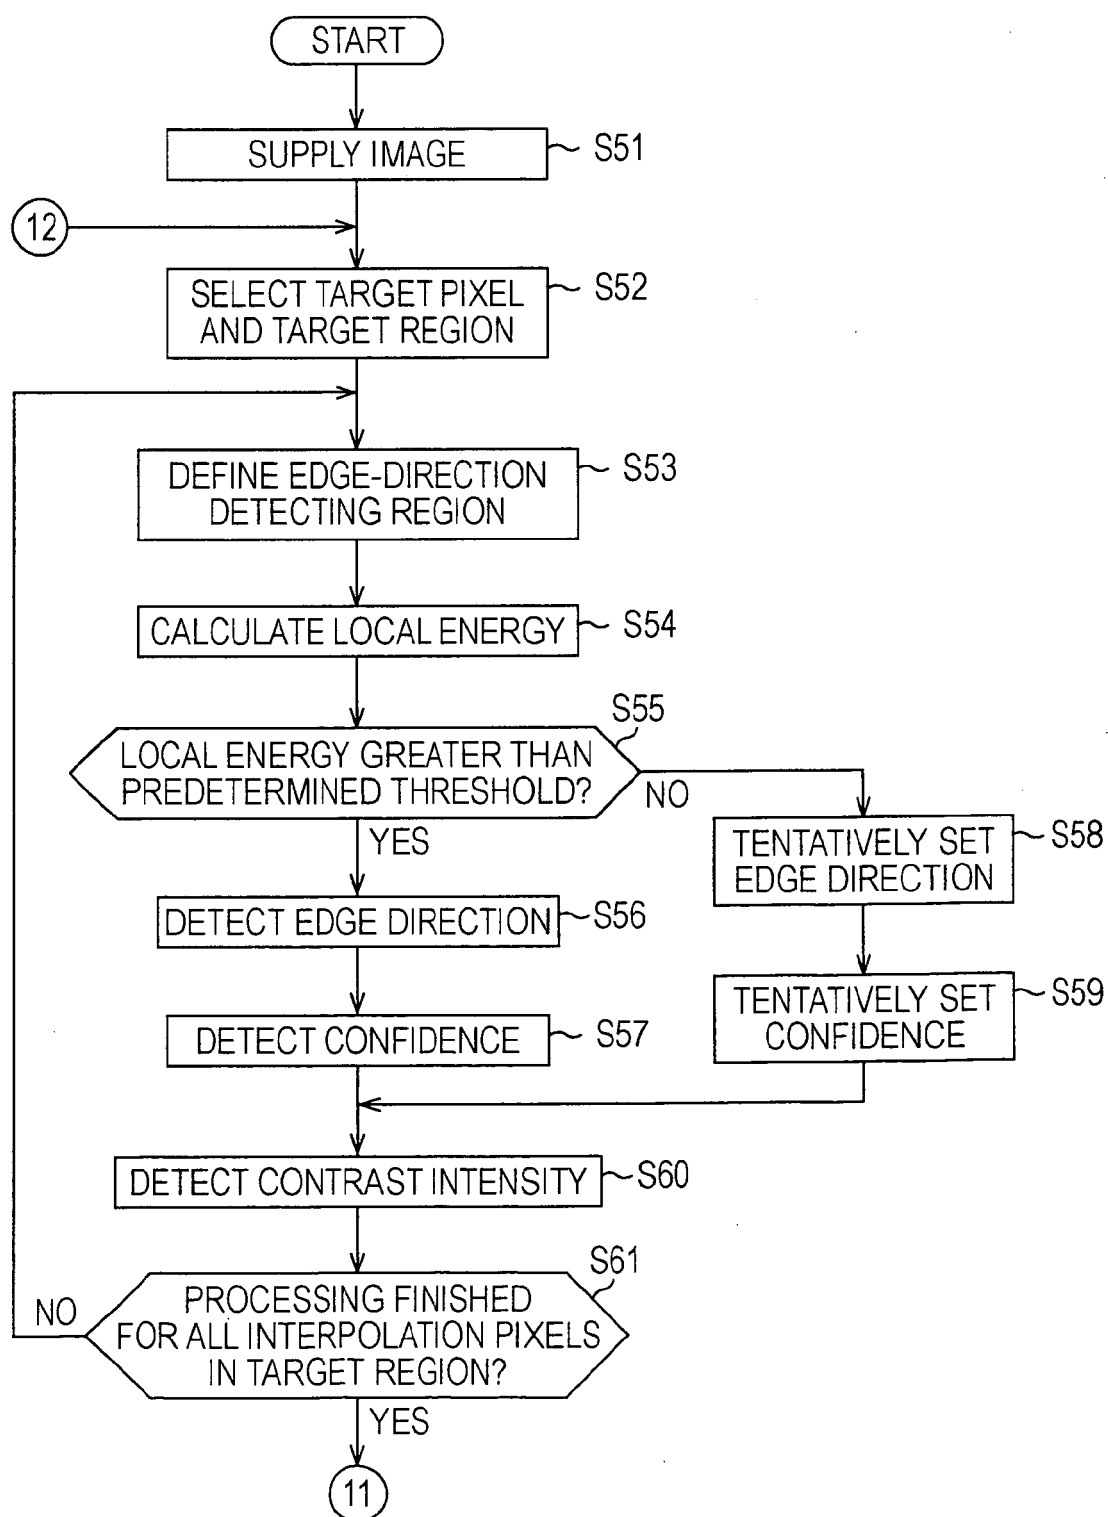 START
SUPPLY IMAGE
S51
12
SELECT TARGET PIXEL
AND TARGET REGION
S52
DEFINE EDGE-DIRECTION
DETECTING REGION
S53
CALCULATE LOCAL ENERGY
S54
S55
LOCAL ENERGY GREATER THAN
PREDETERMINED THRESHOLD?
NO
YES
TENTATIVELY SET
EDGE DIRECTION
S58
DETECT EDGE DIRECTION
S56
TENTATIVELY SET
CONFIDENCE
S59
DETECT CONFIDENCE
S57
DETECT CONTRAST INTENSITY
S60
S61
PROCESSING FINISHED
FOR ALL INTERPOLATION PIXELS
IN TARGET REGION?
NO
YES
11